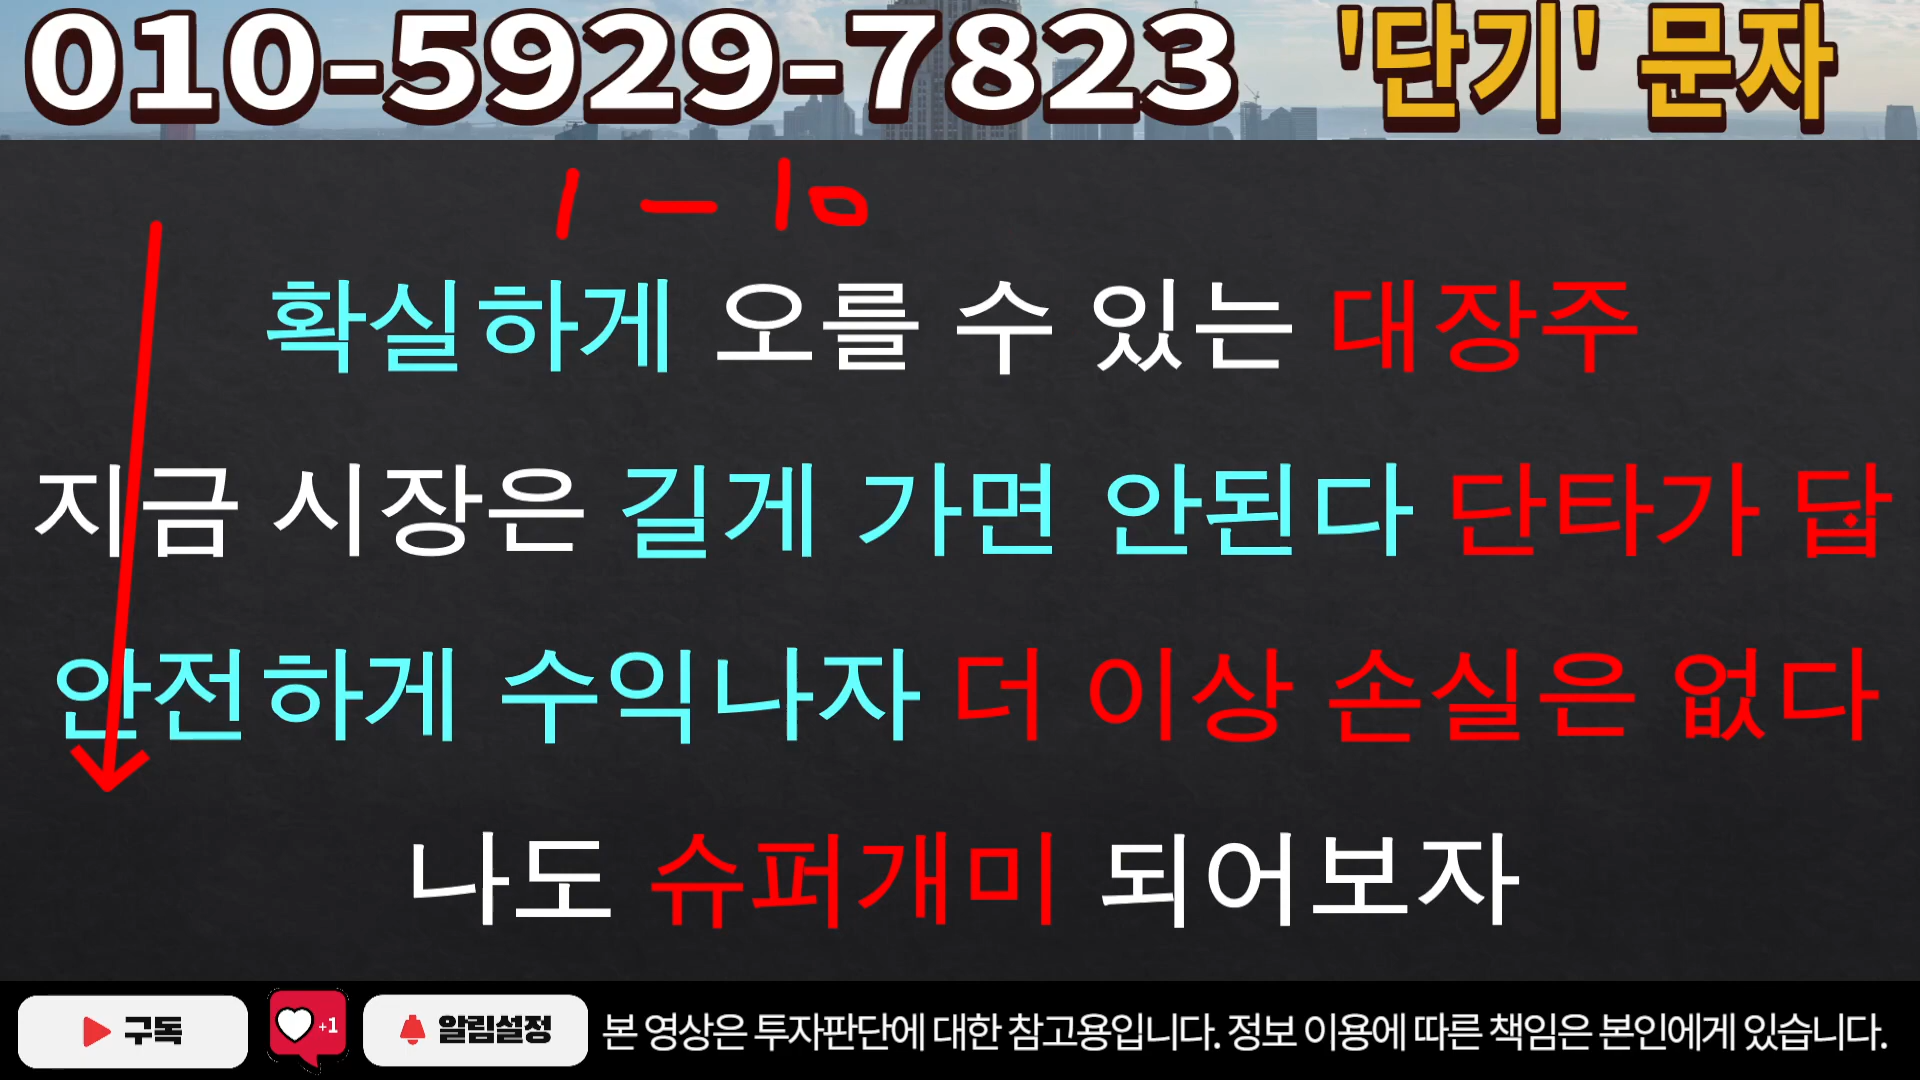 010-5929-7823 '단기' 문자
1 - 10
확실하게 오를 수 있는 대장주
지금 시장은 길게 가면 안된다 단타가 답
안전하게 수익나자 더 이상 손실은 없다
나도 슈퍼개미 되어보자
구독 +1 알림설정 본 영상은 투자판단에 대한 참고용입니다. 정보 이용에 따른 책임은 본인에게 있습니다.